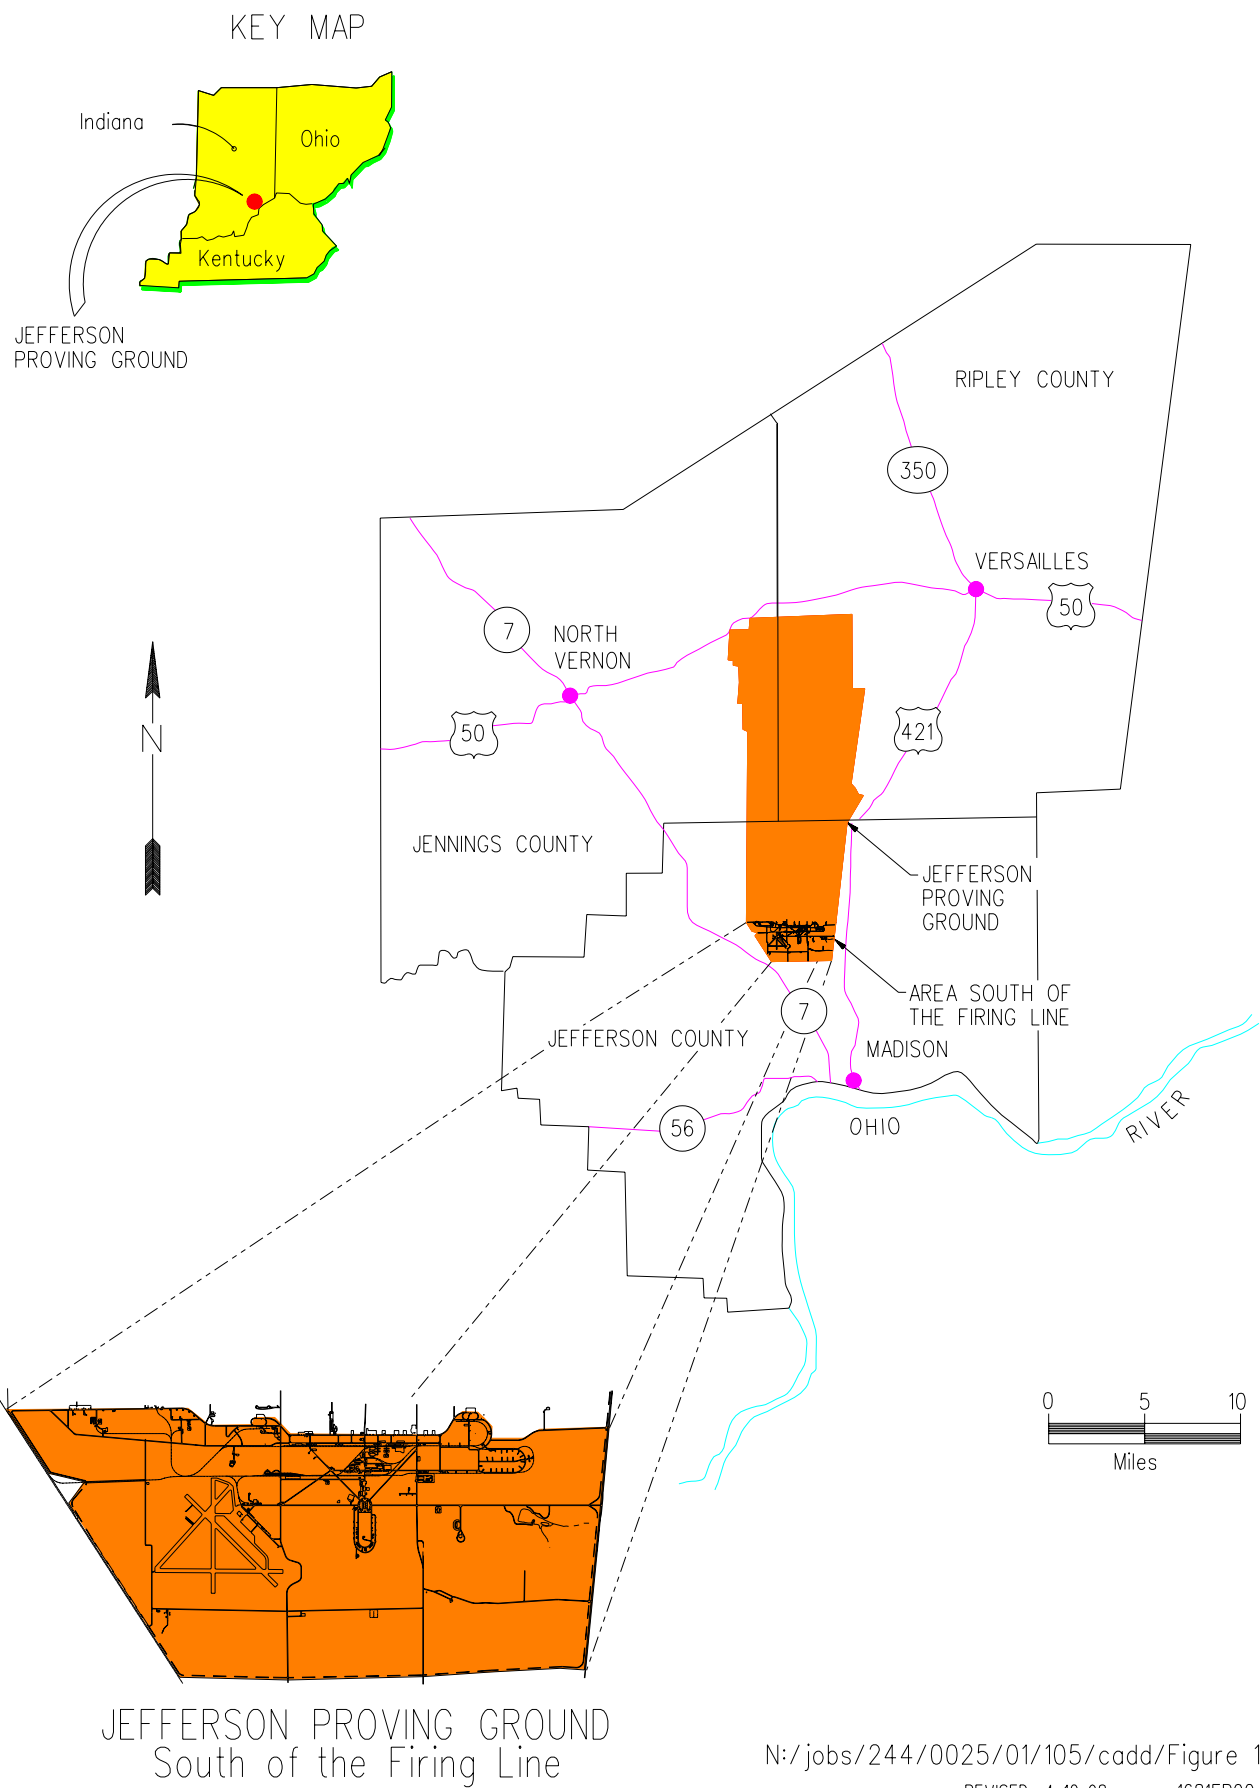 KEY MAP
Indiana
Ohio
Kentucky
JEFFERSON
PROVING GROUND
RIPLEY COUNTY
350
VERSAILLES
50
7
NORTH
VERNON
N
50
421
JENNINGS COUNTY
JEFFERSON
PROVING
GROUND
AREA SOUTH OF
THE FIRING LINE
7
JEFFERSON COUNTY
MADISON
56
OHIO
RIVER
0 5 10
Miles
JEFFERSON PROVING GROUND
South of the Firing Line
N:/jobs/244/0025/01/105/cadd/Figure 1